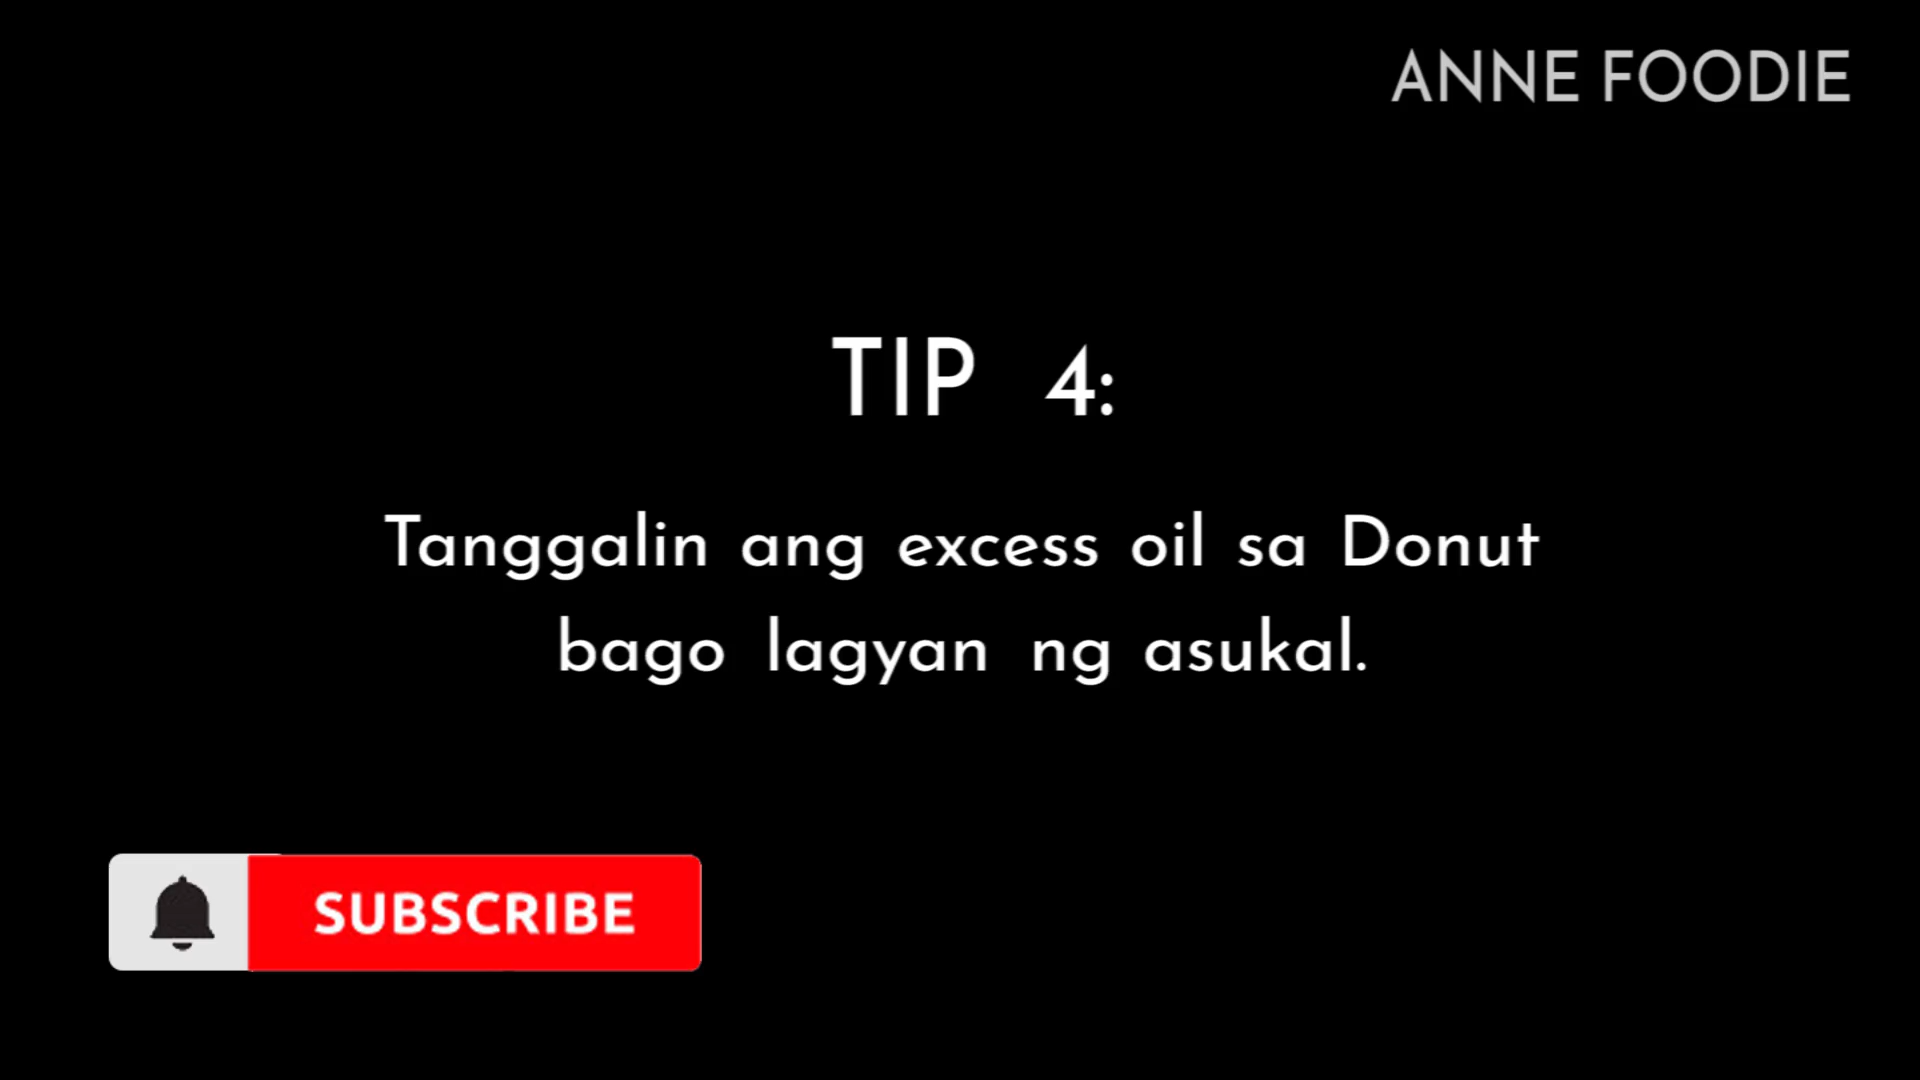 ANNE FOODIE
TIP 4:
Tanggalin ang excess oil sa Donut
bago lagyan ng asukal.
SUBSCRIBE